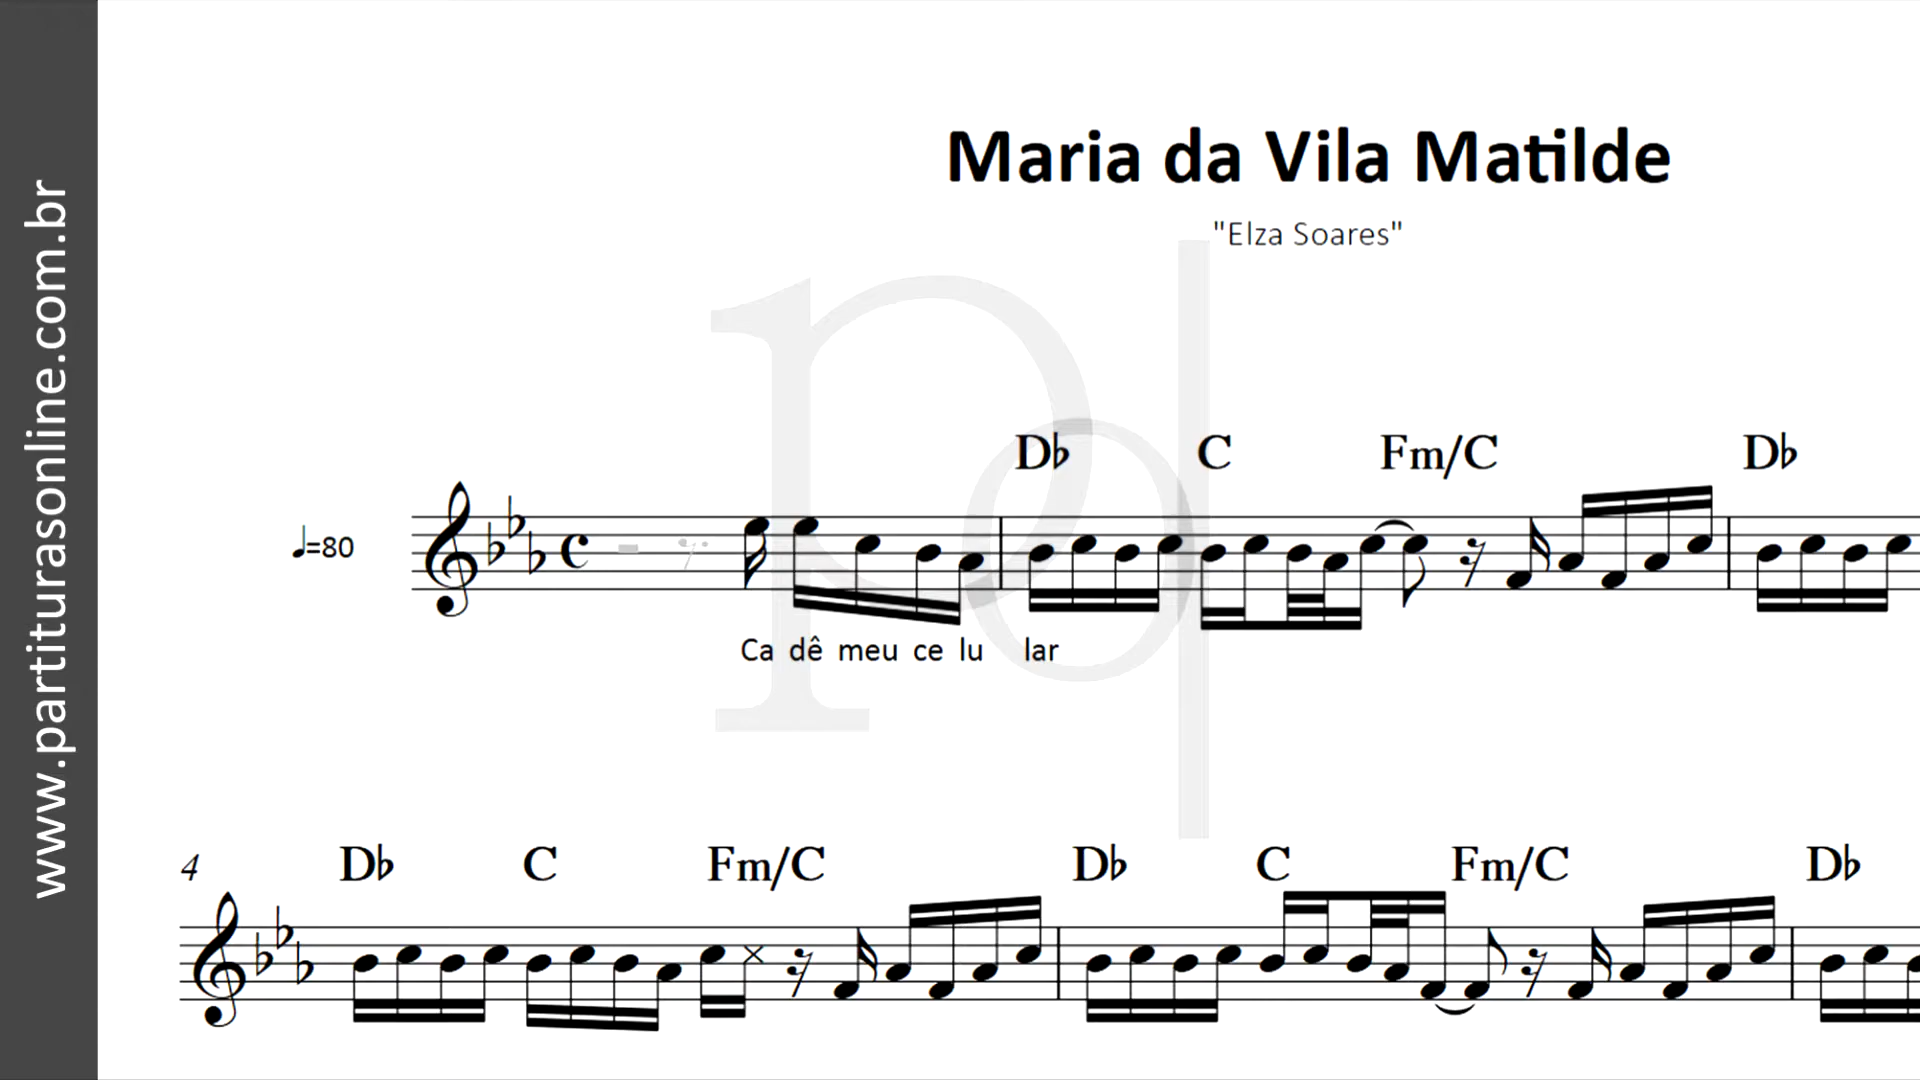 www.partiturasonline.com.br
Maria da Vila Matilde
"Elza Soares"
D♭ C Fm/C D♭
♩=80
Ca dê meu ce lu lar
4
D♭ C Fm/C D♭ C Fm/C D♭